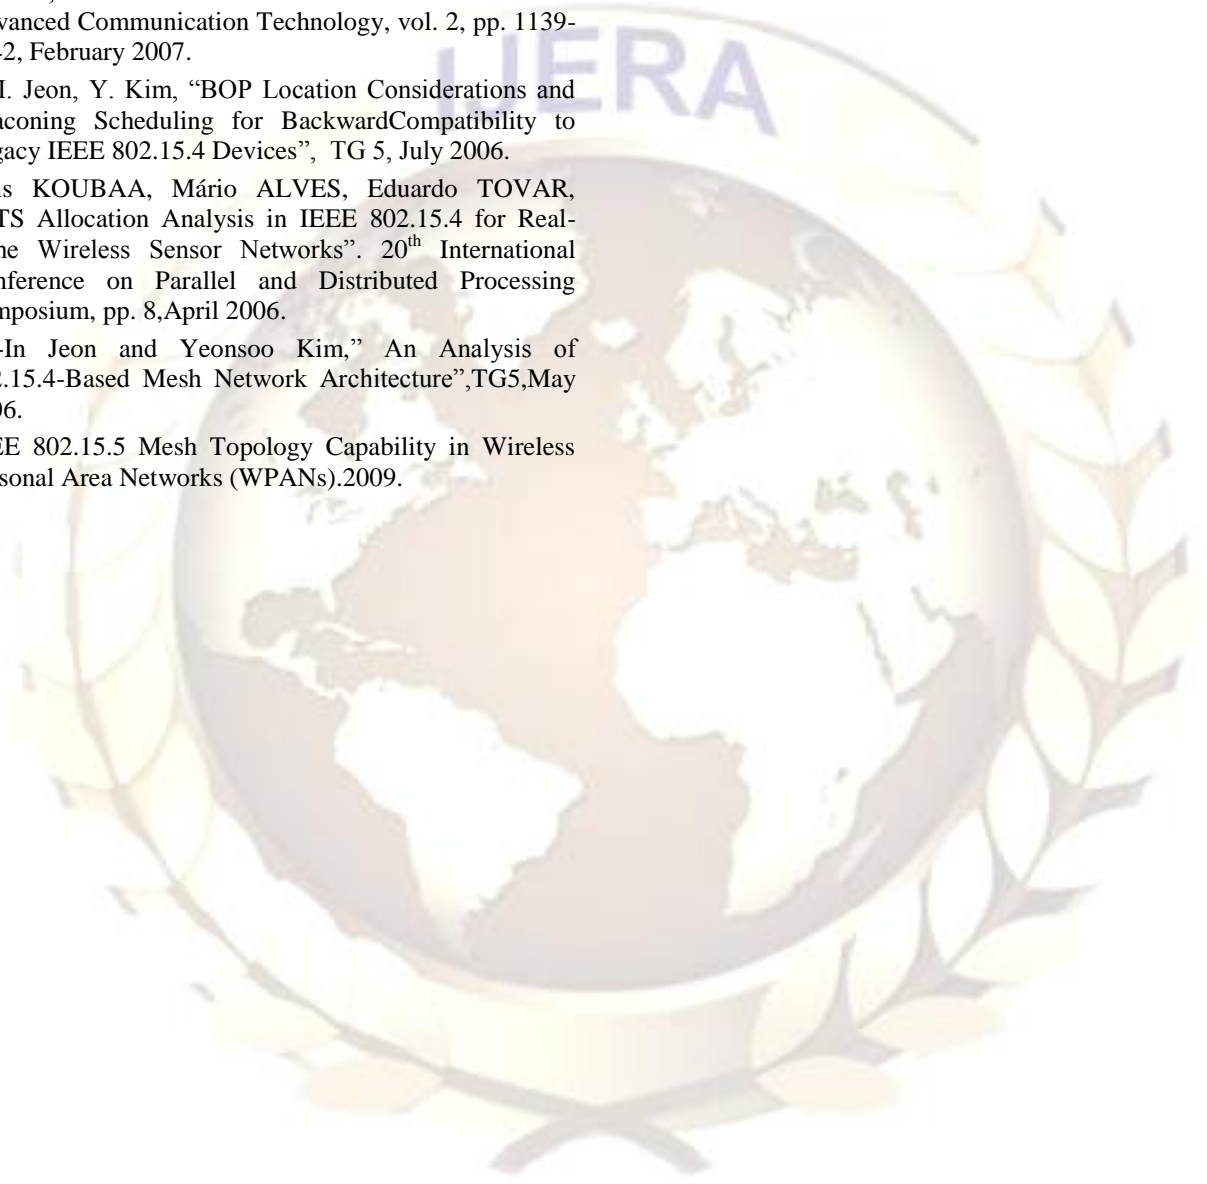 vanced Communication Technology, vol. 2, pp. 1139-
2, February 2007.
I. Jeon, Y. Kim, “BOP Location Considerations and
aconing Scheduling for BackwardCompatibility to
gacy IEEE 802.15.4 Devices”, TG 5, July 2006.
is KOUBAA, Mário ALVES, Eduardo TOVAR,
TS Allocation Analysis in IEEE 802.15.4 for Real-
ne Wireless Sensor Networks”. 20th International
nference on Parallel and Distributed Processing
mposium, pp. 8,April 2006.
-In Jeon and Yeonsoo Kim,” An Analysis of
2.15.4-Based Mesh Network Architecture”,TG5,May
06.
EE 802.15.5 Mesh Topology Capability in Wireless
rsonal Area Networks (WPANs).2009.
IJERA